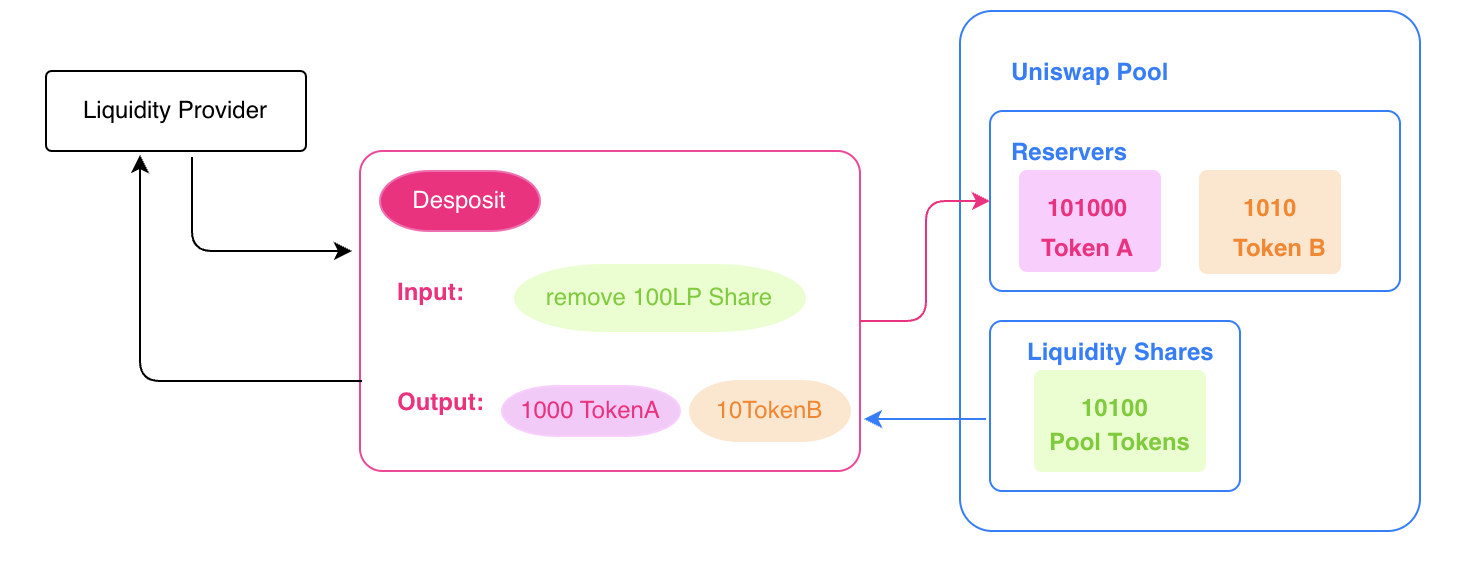 Liquidity Provider
Desposit
Input:
remove 100LP Share
Output:
1000 TokenA
10TokenB
Uniswap Pool
Reservers
101000
Token A
1010
Token B
Liquidity Shares
10100
Pool Tokens